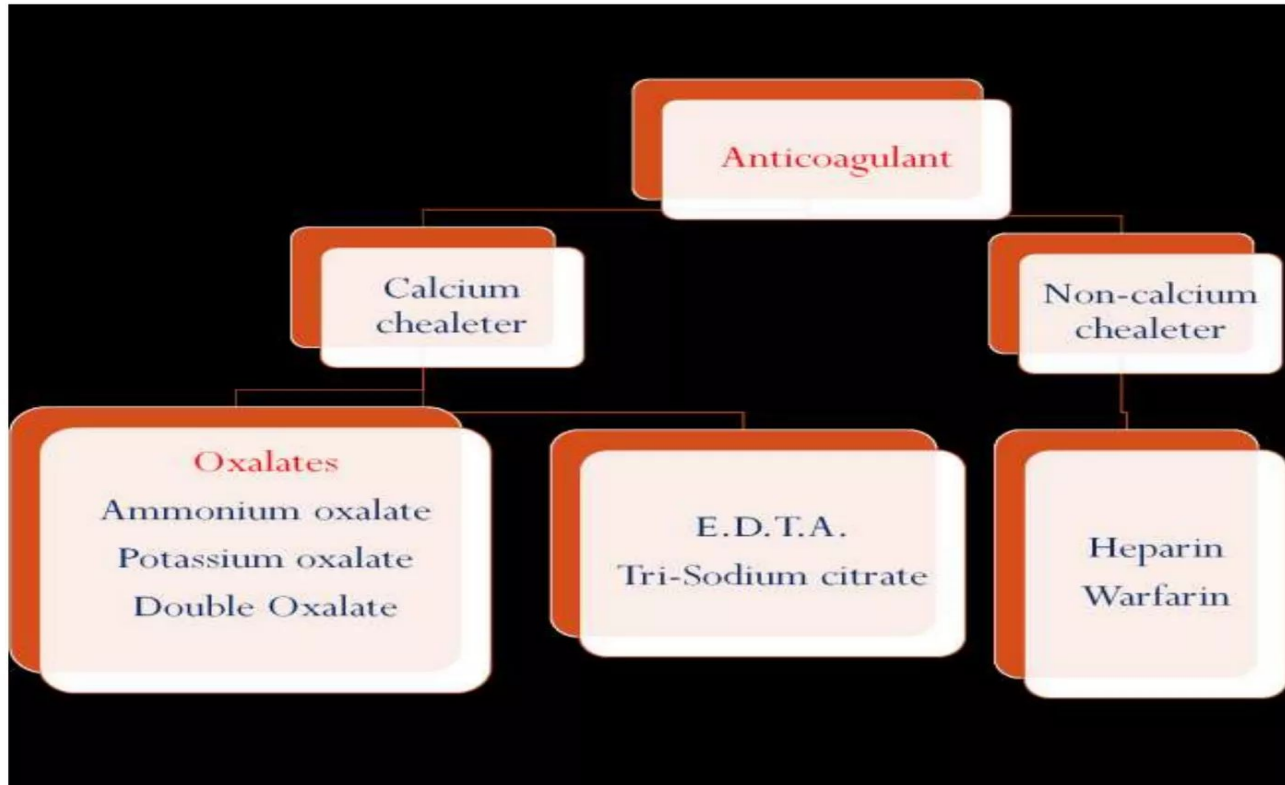 Anticoagulant
Calcium
chealeter
Non-calcium
chealeter
Oxalates
Ammonium oxalate
Potassium oxalate
Double Oxalate
E.D.T.A.
Tri-Sodium citrate
Heparin
Warfarin